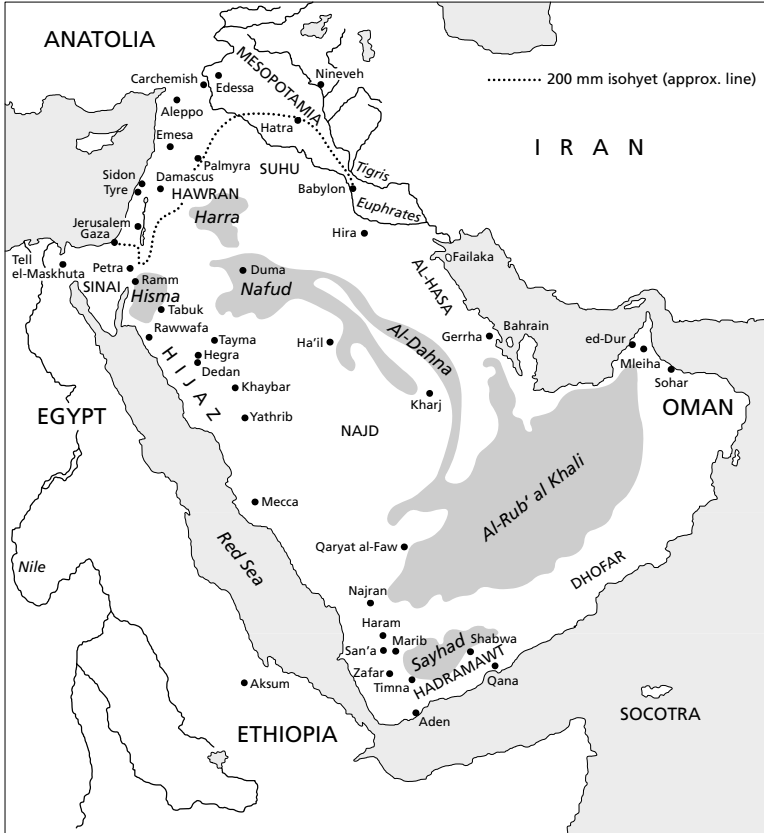 ANATOLIA
MESOPOTAMIA
Nineveh
200 mm isohyet (approx. line)
Carchemish
Edessa
Aleppo
Hatra
Emesa
I R A N
Palmyra
SUHU
Tigris
Sidon
Damascus
Tyre
HAWRAN
Babylon
Euphrates
Harra
Jerusalem
Gaza
Hira
Tell
el-Maskhuta
Petra
Ramm
SINAI
Hisma
Duma
Nafud
Failaka
AL-HASA
Tabuk
Rawwafa
Tayma
Ha'il
Al-Dahna
Gerrha
Bahrain
ed-Dur
Mleiha
Sohar
Hegra
Dedan
HIJAZ
Khaybar
Kharj
OMAN
EGYPT
Yathrib
NAJD
Mecca
Al-Rub' al Khali
Red Sea
Qaryat al-Faw
Nile
DHOFAR
Najran
Haram
San'a
Marib
Sayhad
Shabwa
Zafar
Timna
HADRAMAWT
Qana
Aksum
Aden
SOCOTRA
ETHIOPIA